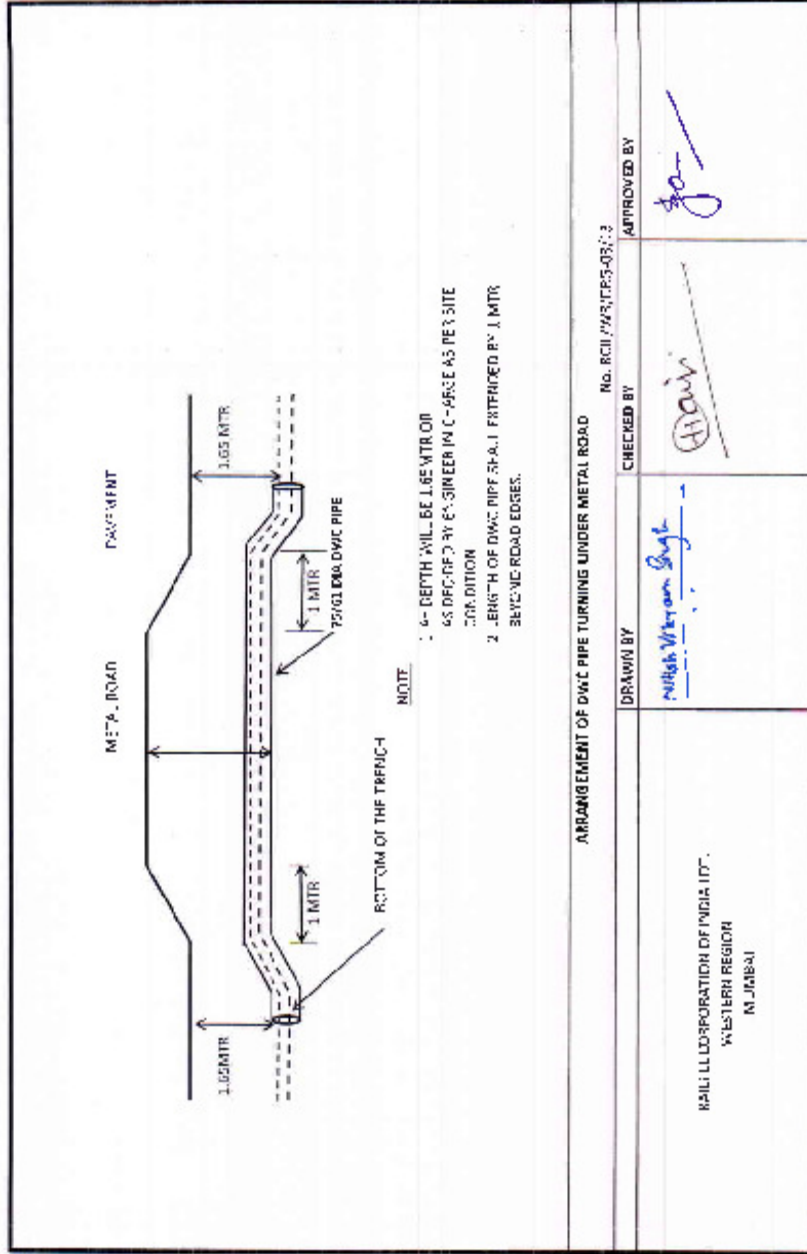 METAL ROAD
PAVEMENT
1.65MTR
1.65 MTR
1 MTR
1 MTR
75/61 DIA DWC PIPE
BOTTOM OF THE TRENCH
NOTE
1 DEPTH WILL BE 1.65 MTR OR
AS DECIDED BY ENGINEER IN CHARGE AS PER SITE
CONDITION
2 LENGTH OF DWC PIPE SHALL EXTENDED BY 1 MTR
BEYOND ROAD EDGES.
ARRANGEMENT OF DWC PIPE TURNING UNDER METAL ROAD
No.
DRAWN BY
CHECKED BY
APPROVED BY
CORPORATION OF INDIA LTD.
WESTERN REGION
MUMBAI